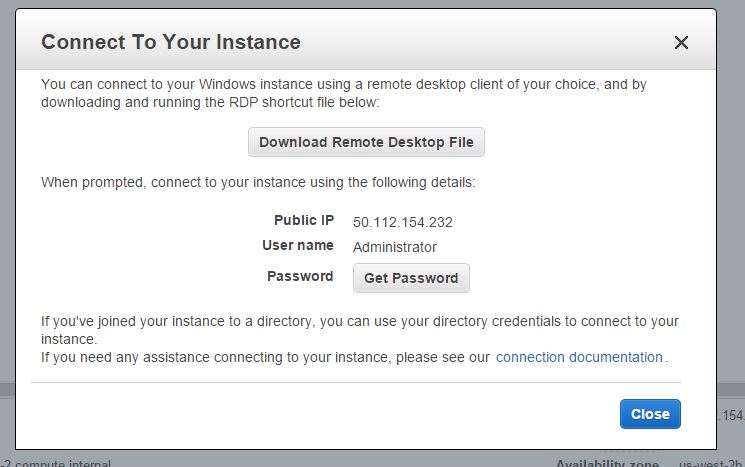 Connect To Your Instance
You can connect to your Windows instance using a remote desktop client of your choice, and by
downloading and running the RDP shortcut file below:
Download Remote Desktop File
When prompted, connect to your instance using the following details:
Public IP 50.112.154.232
User name Administrator
Password Get Password
If you've joined your instance to a directory, you can use your directory credentials to connect to your
instance.
If you need any assistance connecting to your instance, please see our connection documentation.
Close
.154.
-2.compute.internal
Availability zone us-west-2b